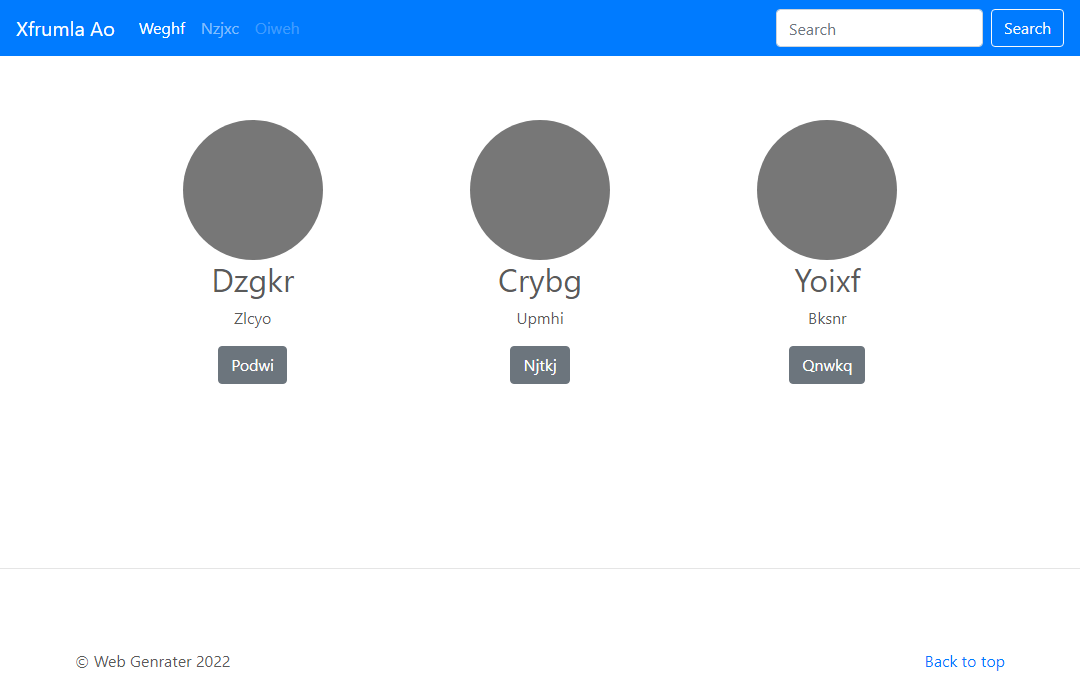 Xfrumla Ao Weghf Nzjxc Oiweh Search Search
Dzgkr Crybg Yoixf
Zlcyo Upmhi Bksnr
Podwi Njtkj Qnwkq
© Web Genrater 2022 Back to top